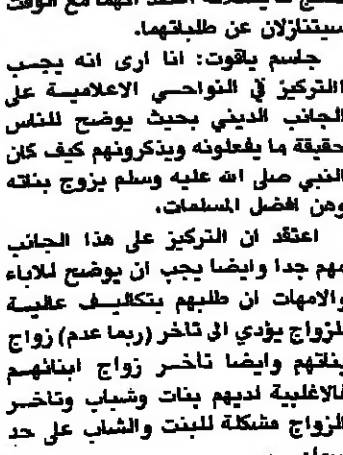 اعتقد انهما مع الوقت
سيتنازلان عن طلباتهما.
جاسم ياقوت: انا ارى انه يجب
التركيز في النواحي الاعلامية على
الجانب الديني بحيث يوضح للناس
حقيقة ما يفعلونه ويذكرونهم كيف كان
النبي صلى الله عليه وسلم يزوج بناته
وهن افضل المسلمات.
اعتقد ان التركيز على هذا الجانب
مهم جدا وايضا يجب ان يوضح للاباء
والامهات ان طلبهم بتكاليف عالية
للزواج يؤدي الى تاخر (ربما عدم) زواج
بناتهم وايضا تاخر زواج ابنائهم
فالاغلبية لديهم بنات وشباب وتاخر
الزواج مشكلة للبنت والشاب على حد